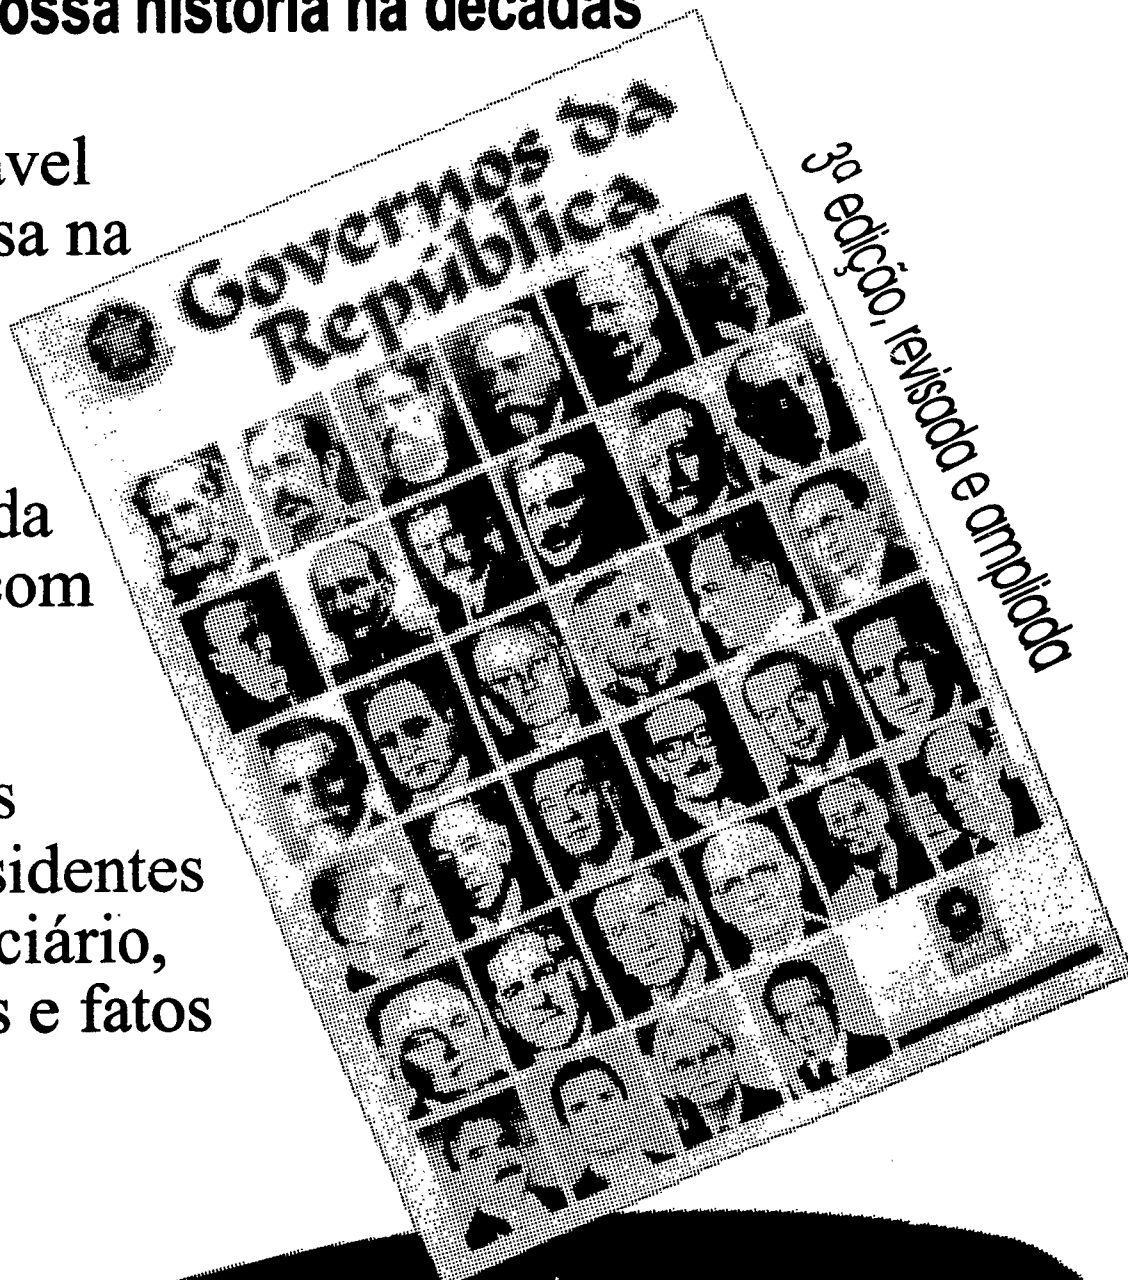 ossa história na décadas
ável
sa na
Governos da
República
3ª edição, revisada e ampliada
da
com
s
sidentes
ciário,
s e fatos